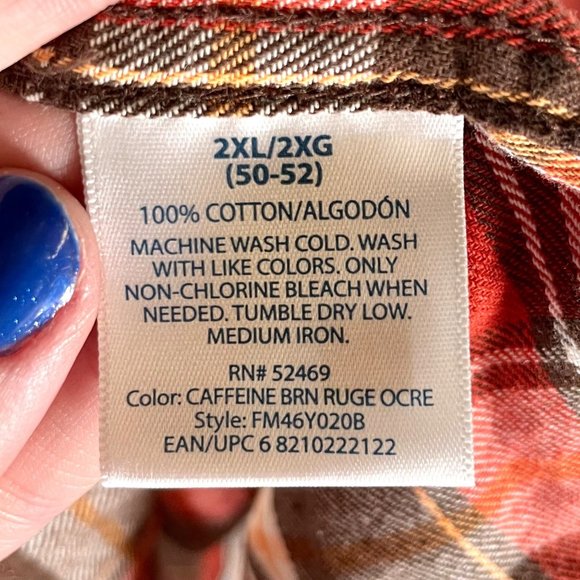 2XL/2XG
(50-52)
100% COTTON/ALGODÓN
MACHINE WASH COLD. WASH
WITH LIKE COLORS. ONLY
NON-CHLORINE BLEACH WHEN
NEEDED. TUMBLE DRY LOW.
MEDIUM IRON.
RN# 52469
Color: CAFFEINE BRN RUGE OCRE
Style: FM46Y020B
EAN/UPC 6 8210222122